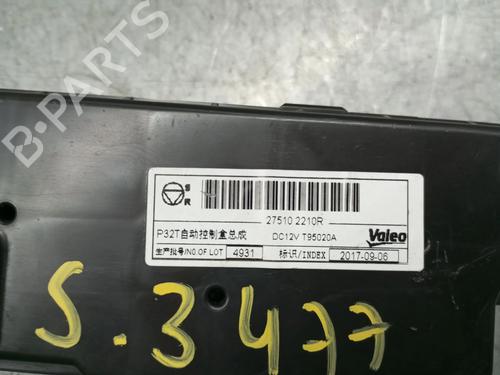 B-PARTS
S
R
27510 2210R
P32T自动控制盒总成
DC12V T95020A
Valeo
生产批号/NO.OF LOT 4931 标识/INDEX 2017-09-06
S.3477